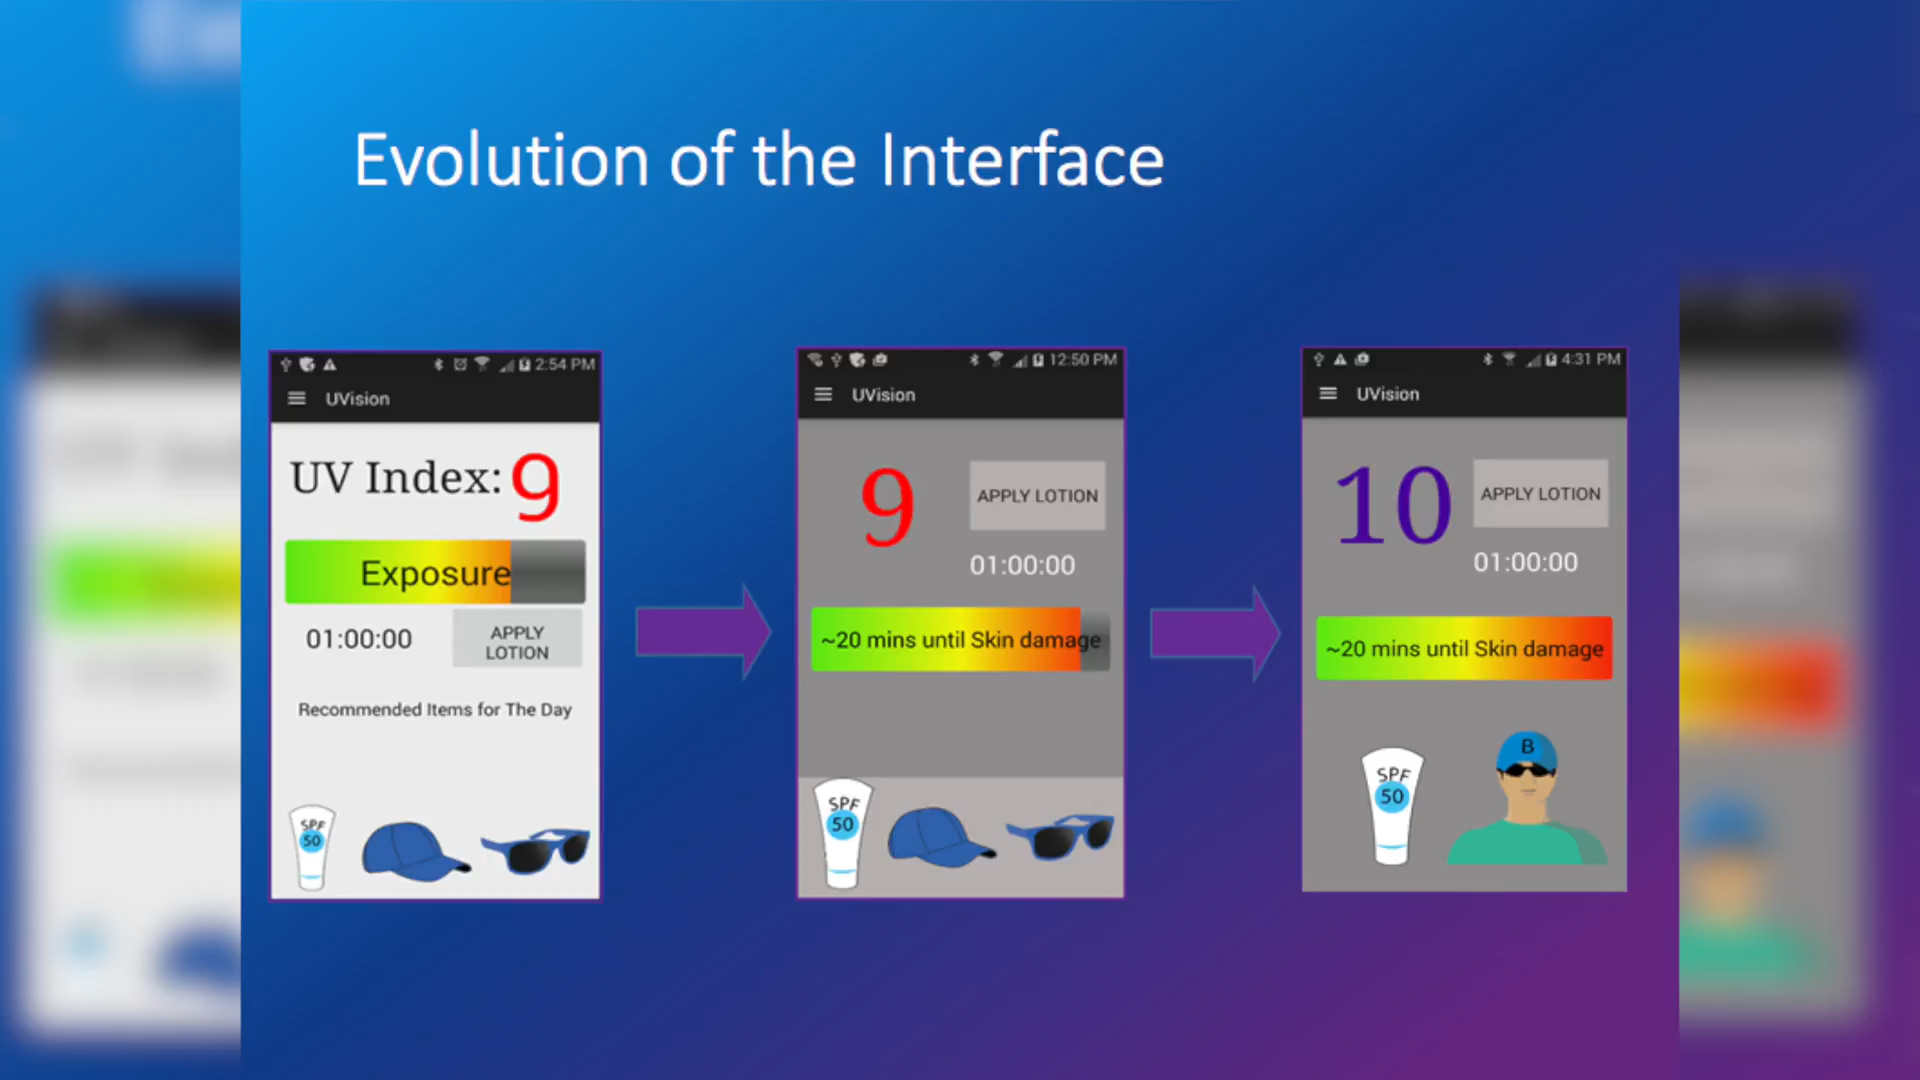 Evolution of the Interface
2:54 PM
UVision
UV Index: 9
Exposure
01:00:00
APPLY
LOTION
Recommended Items for The Day
SPF
50
12:50 PM
UVision
9
APPLY LOTION
01:00:00
~20 mins until Skin damage
SPF
50
4:31 PM
UVision
10
APPLY LOTION
01:00:00
~20 mins until Skin damage
SPF
50
B